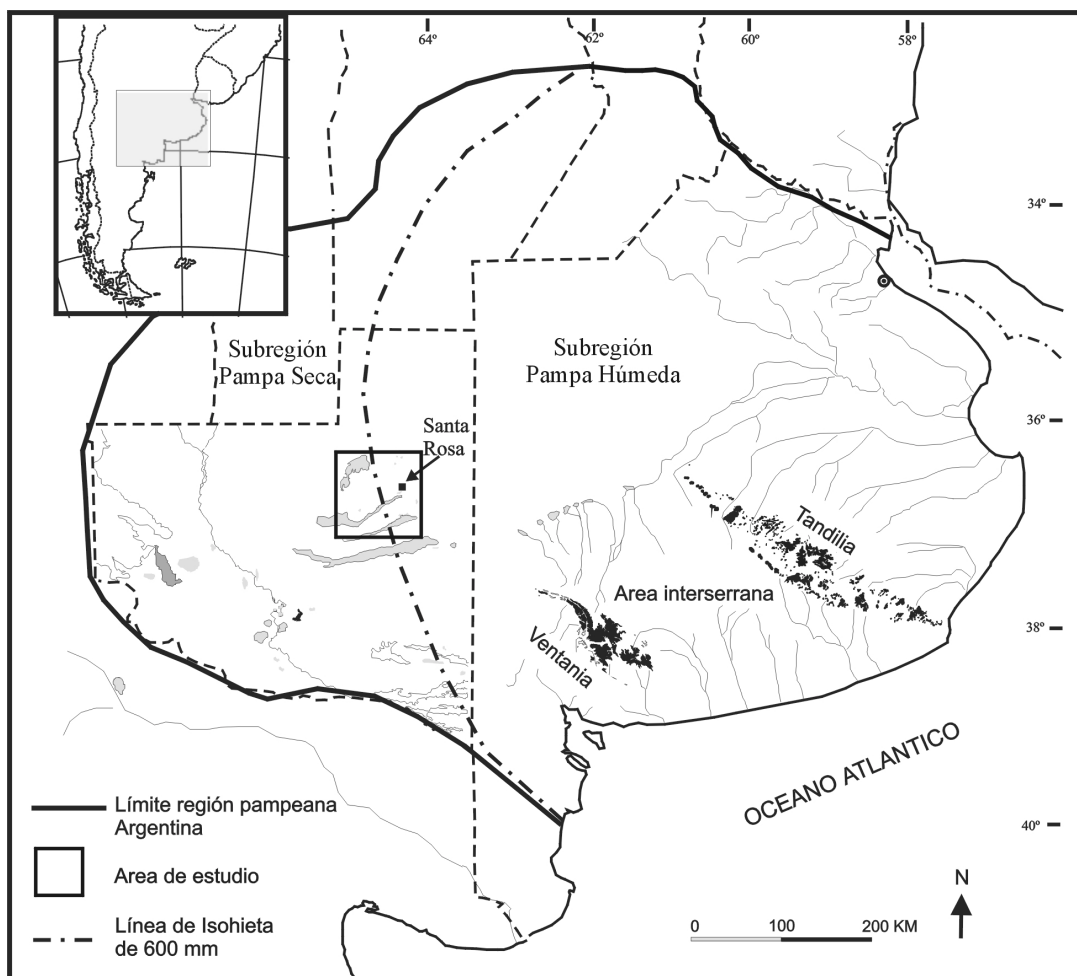 64º
62º
60º
58º
34º
Subregión
Pampa Seca
Subregión
Pampa Húmeda
36º
Santa
Rosa
Tandilia
Area interserrana
38º
Ventania
OCEANO ATLANTICO
Límite región pampeana
Argentina
40º
Area de estudio
N
Línea de Isohieta
de 600 mm
0 100 200 KM